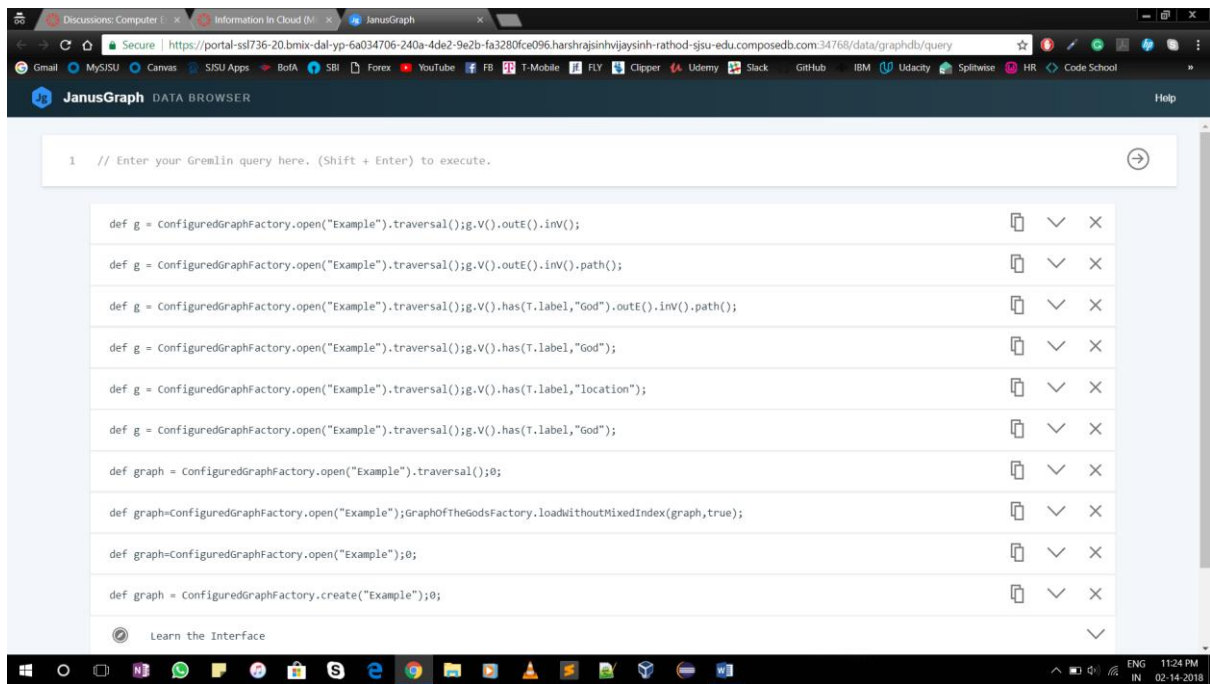 Discussions: Computer
Information In Cloud (M
JanusGraph
Secure
https://portal-ssl736-20.bmix-dal-yp-6a034706-240a-4de2-9e2b-fa3280fce096.harshrajsinhvijaysinh-rathod-sjsu-edu.composedb.com:34768/data/graphdb/query
Gmail MySJSU Canvas SJSU Apps BofA SBI Forex YouTube FB T-Mobile FLY Clipper Udemy Slack GitHub IBM Udacity Splitwise HR Code School »
Jg JanusGraph DATA BROWSER Help
1 // Enter your Gremlin query here. (Shift + Enter) to execute.
def g = ConfiguredGraphFactory.open("Example").traversal();g.V().outE().inV();
def g = ConfiguredGraphFactory.open("Example").traversal();g.V().outE().inV().path();
def g = ConfiguredGraphFactory.open("Example").traversal();g.V().has(T.label,"God").outE().inV().path();
def g = ConfiguredGraphFactory.open("Example").traversal();g.V().has(T.label,"God");
def g = ConfiguredGraphFactory.open("Example").traversal();g.V().has(T.label,"location");
def g = ConfiguredGraphFactory.open("Example").traversal();g.V().has(T.label,"God");
def graph = ConfiguredGraphFactory.open("Example").traversal();0;
def graph=ConfiguredGraphFactory.open("Example");GraphOfTheGodsFactory.loadWithoutMixedIndex(graph,true);
def graph=ConfiguredGraphFactory.open("Example");0;
def graph = ConfiguredGraphFactory.create("Example");0;
Learn the Interface
ENG 11:24 PM
IN 02-14-2018